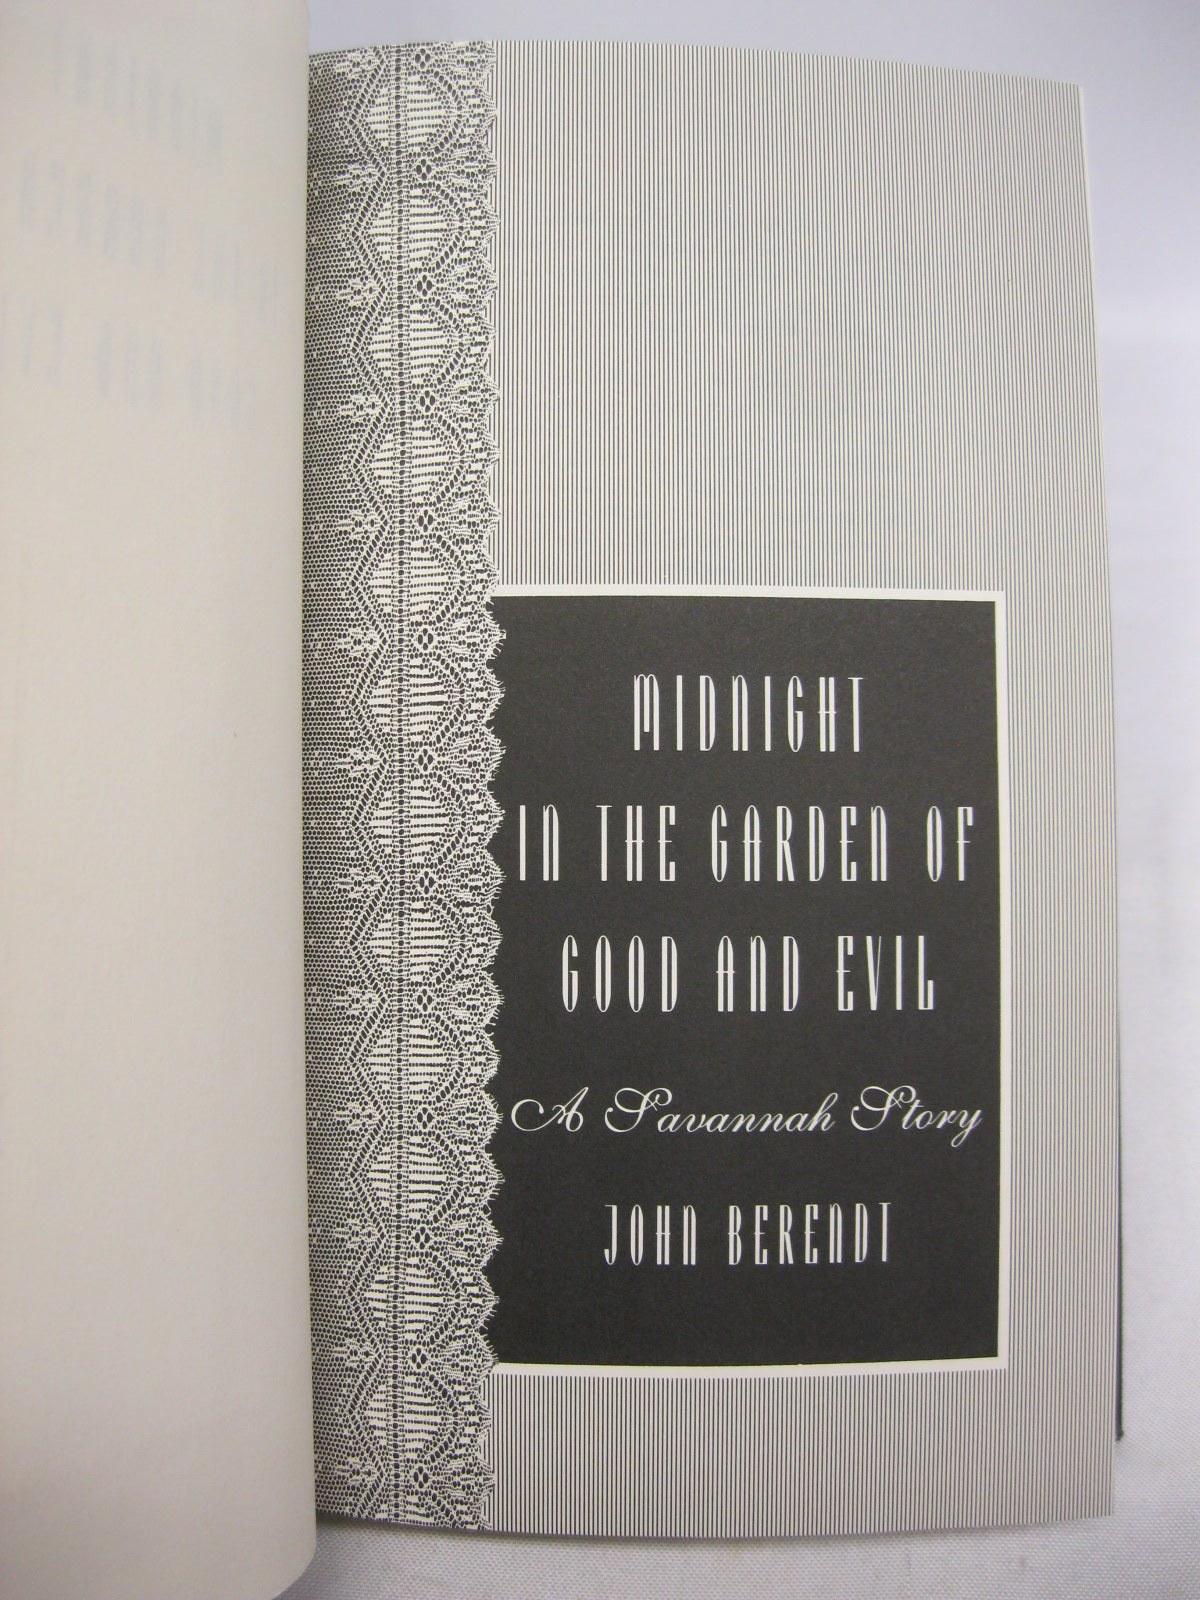 MIDNIGHT
IN THE GARDEN OF
GOOD AND EVIL
A Savannah Story
JOHN BERENDT